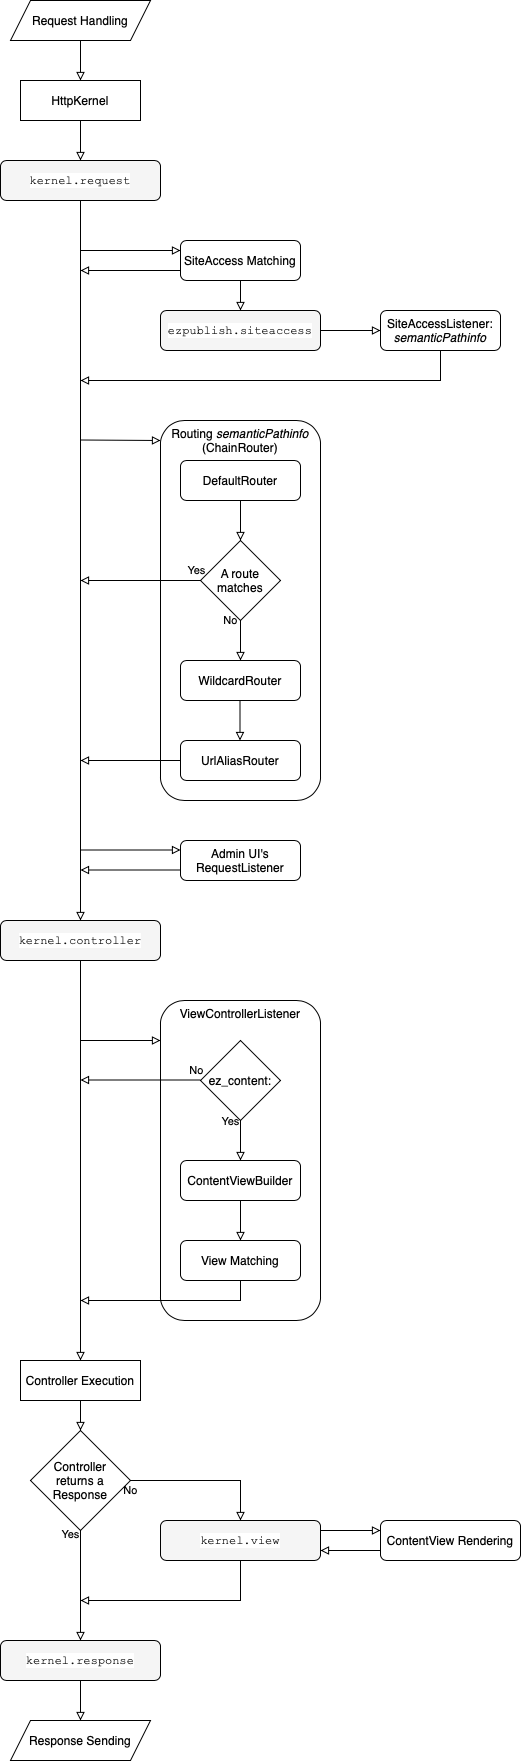 Request Handling
HttpKernel
kernel.request
SiteAccess Matching
ezpublish.siteaccess
SiteAccessListener:
semanticPathinfo
Routing semanticPathinfo
(ChainRouter)
DefaultRouter
Yes
A route
matches
No
WildcardRouter
UrlAliasRouter
Admin UI's
RequestListener
kernel.controller
ViewControllerListener
No
ez_content:
Yes
ContentViewBuilder
View Matching
Controller Execution
Controller
returns a
Response
No
Yes
kernel.view
ContentView Rendering
kernel.response
Response Sending